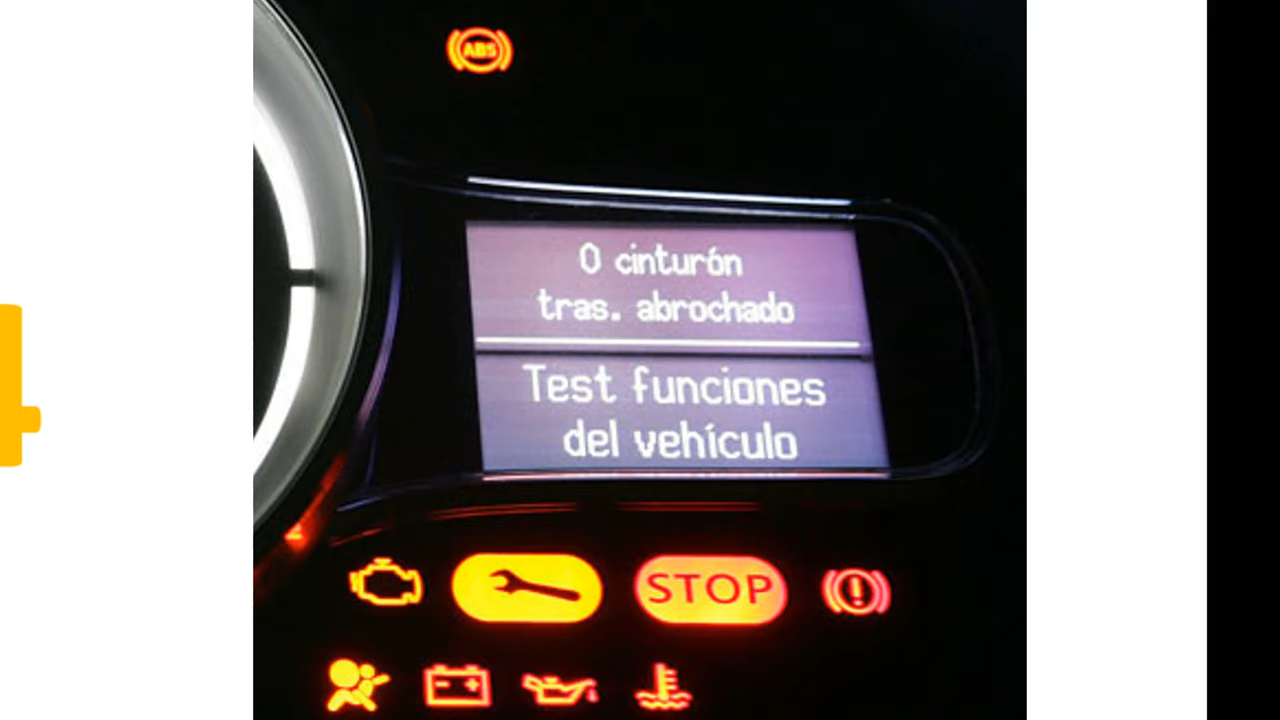 ABS
0 cinturón
tras. abrochado
Test funciones
del vehículo
STOP